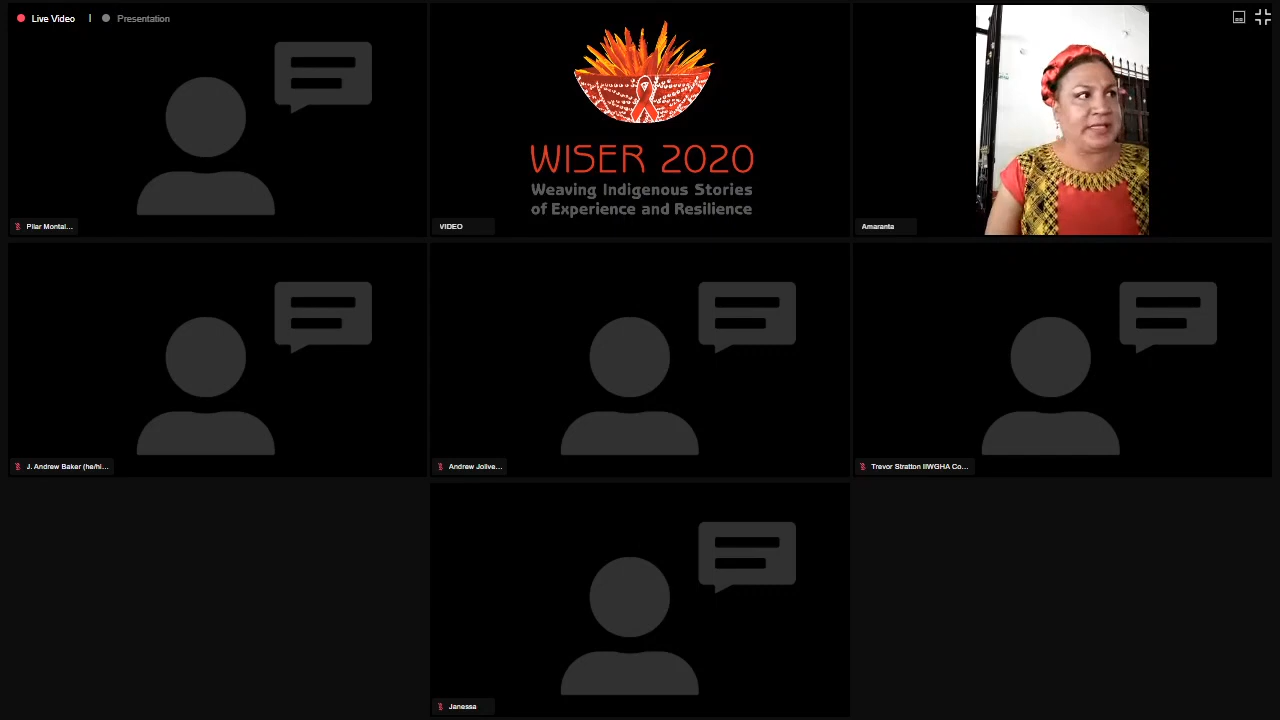 Live Video | Presentation
WISER 2020
Weaving Indigenous Stories
of Experience and Resilience
Pilar Montal...
VIDEO
Amaranta
J. Andrew Baker (he/hi...
Andrew Jolive...
Trevor Stratton IIWGHA Co...
Janessa